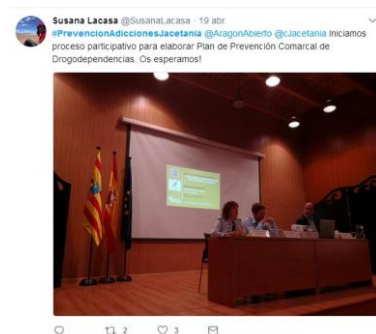 Susana Lacasa @SusanaLacasa · 19 abr.
#PrevencionAdiccionesJacetania @AragonAbierto @cJacetania Iniciamos
proceso participativo para elaborar Plan de Prevención Comarcal de
Drogodependencias. Os esperamos!
2
3